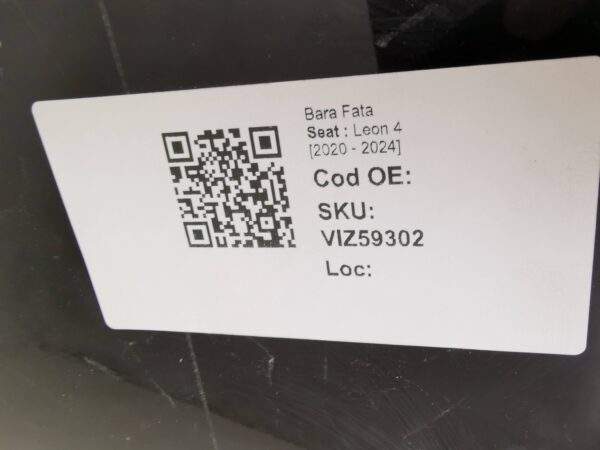 Bara Fata
Seat : Leon 4
[2020 - 2024]
Cod OE:
SKU:
VIZ59302
Loc: